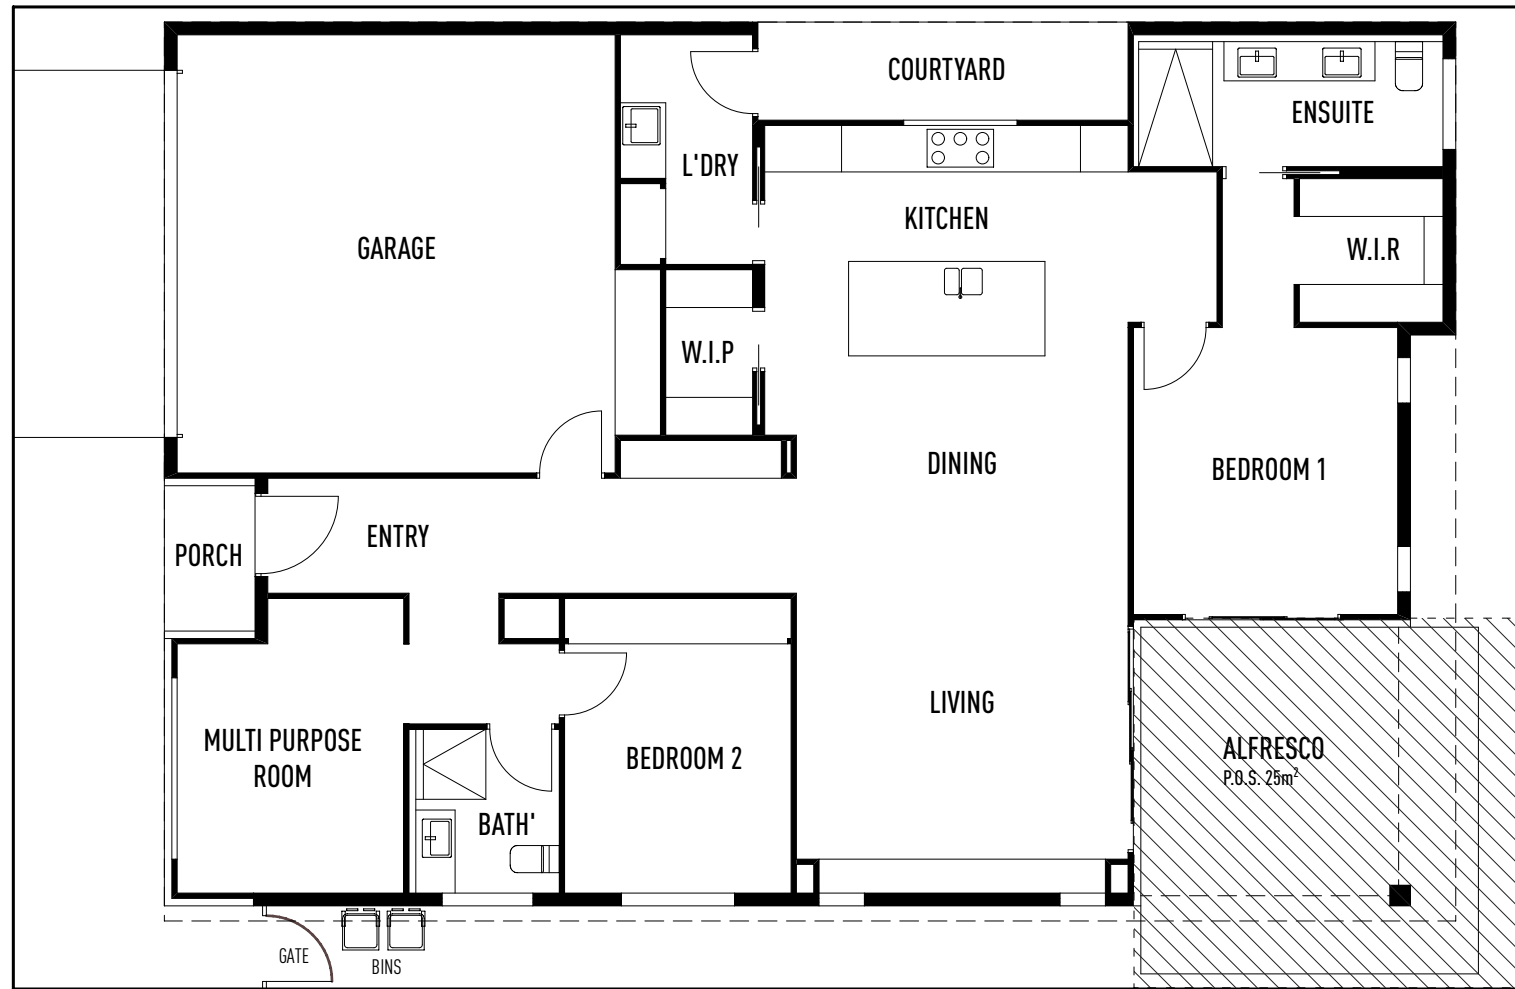 COURTYARD
ENSUITE
L'DRY
KITCHEN
GARAGE
W.I.R
W.I.P
DINING
BEDROOM 1
ENTRY
PORCH
LIVING
MULTI PURPOSE
ROOM
BEDROOM 2
ALFRESCO
P.O.S. 25m²
BATH'
GATE
BINS